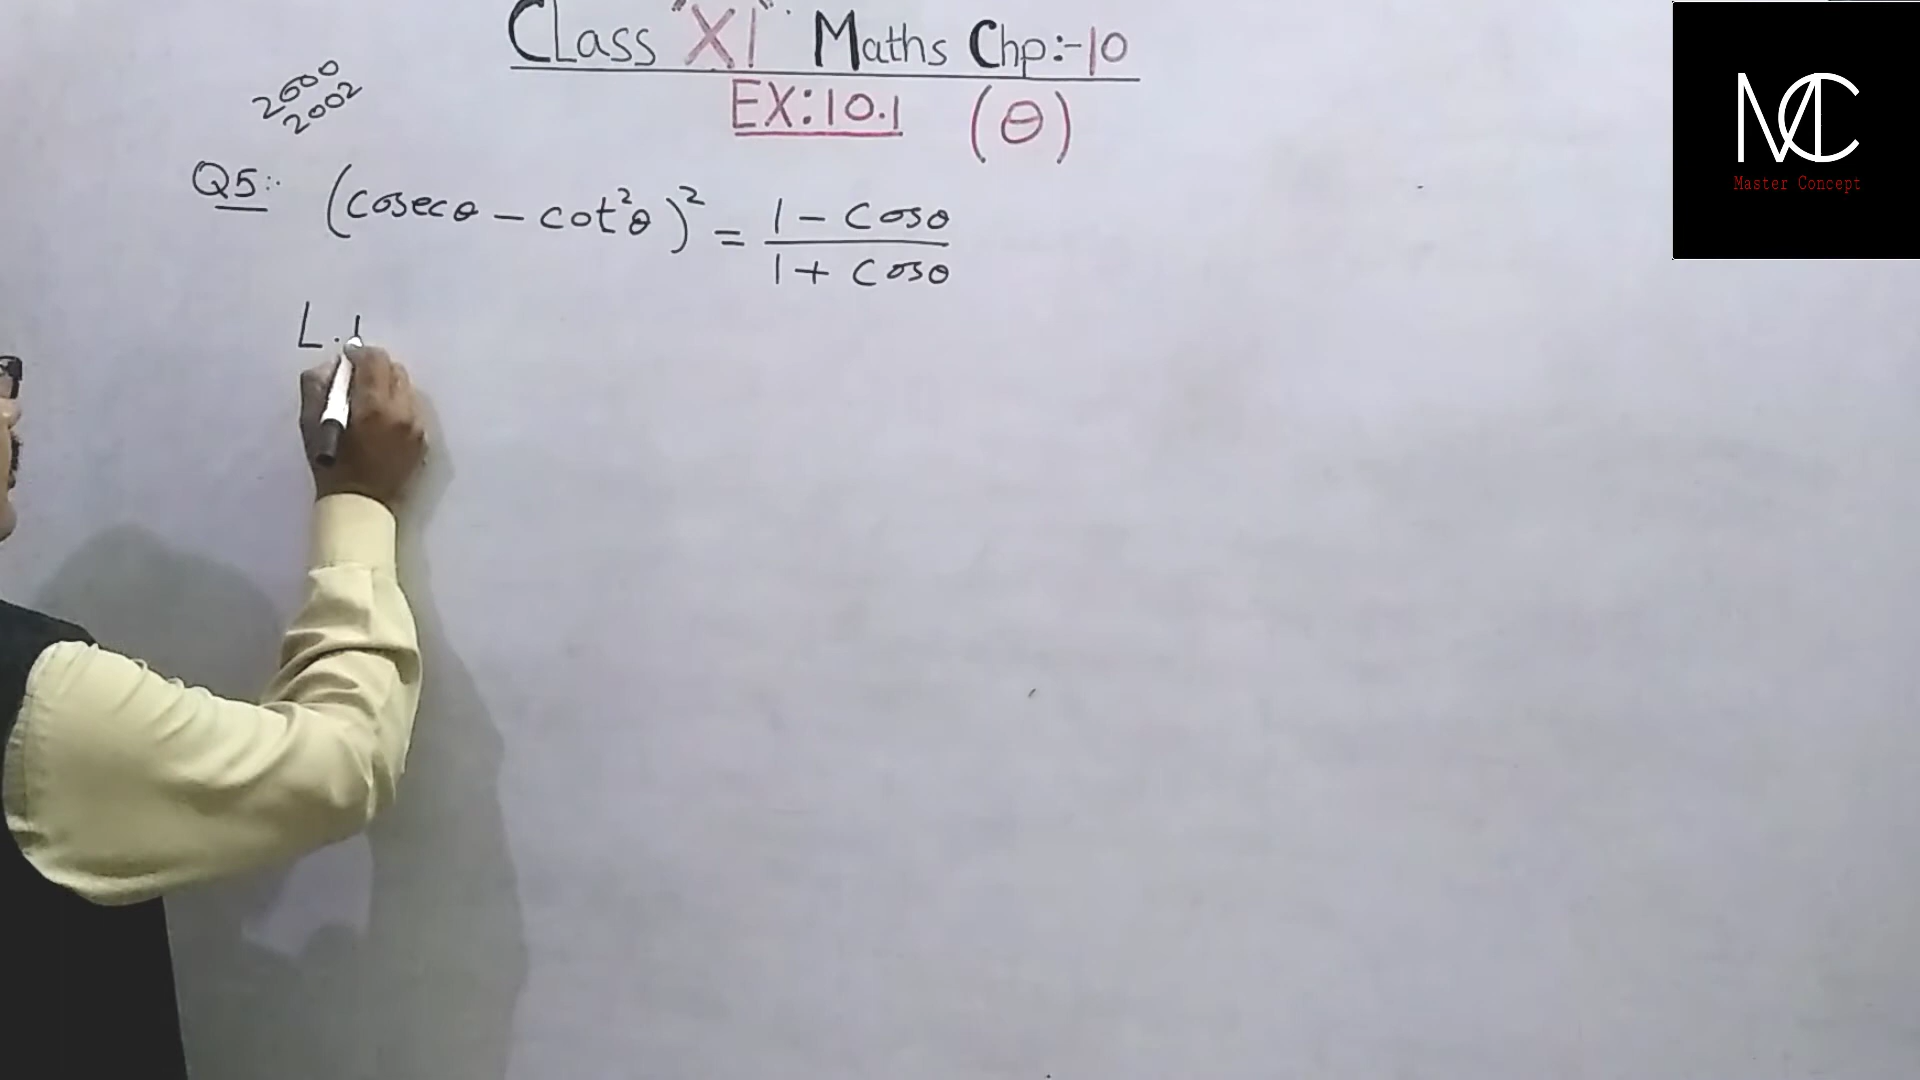 Class "XI" Maths Chp:-10
EX:10.1 (θ)
2000
2002
Q5:- (cosecθ - cot²θ)² = 1 - cosθ
1 + cosθ
L.
MC
Master Concept